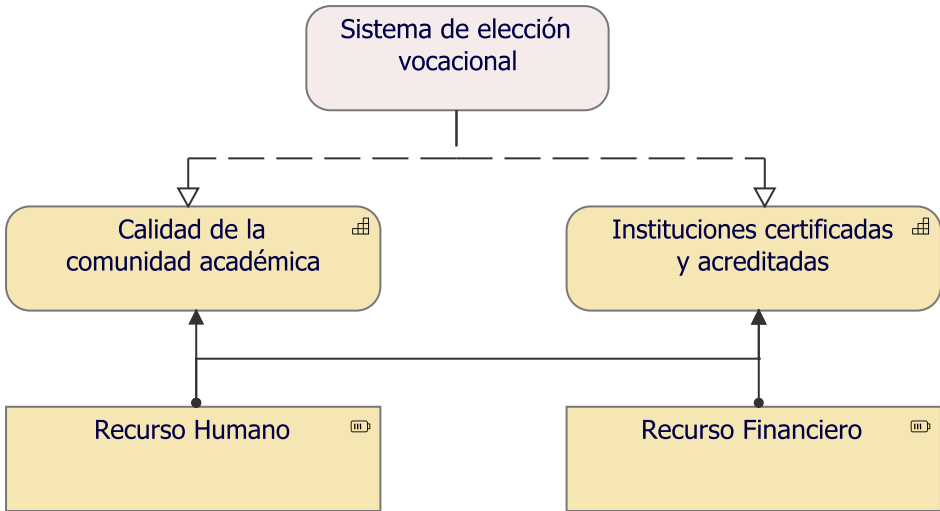 Sistema de elección
vocacional
Calidad de la
comunidad académica
Instituciones certificadas
y acreditadas
Recurso Humano
Recurso Financiero